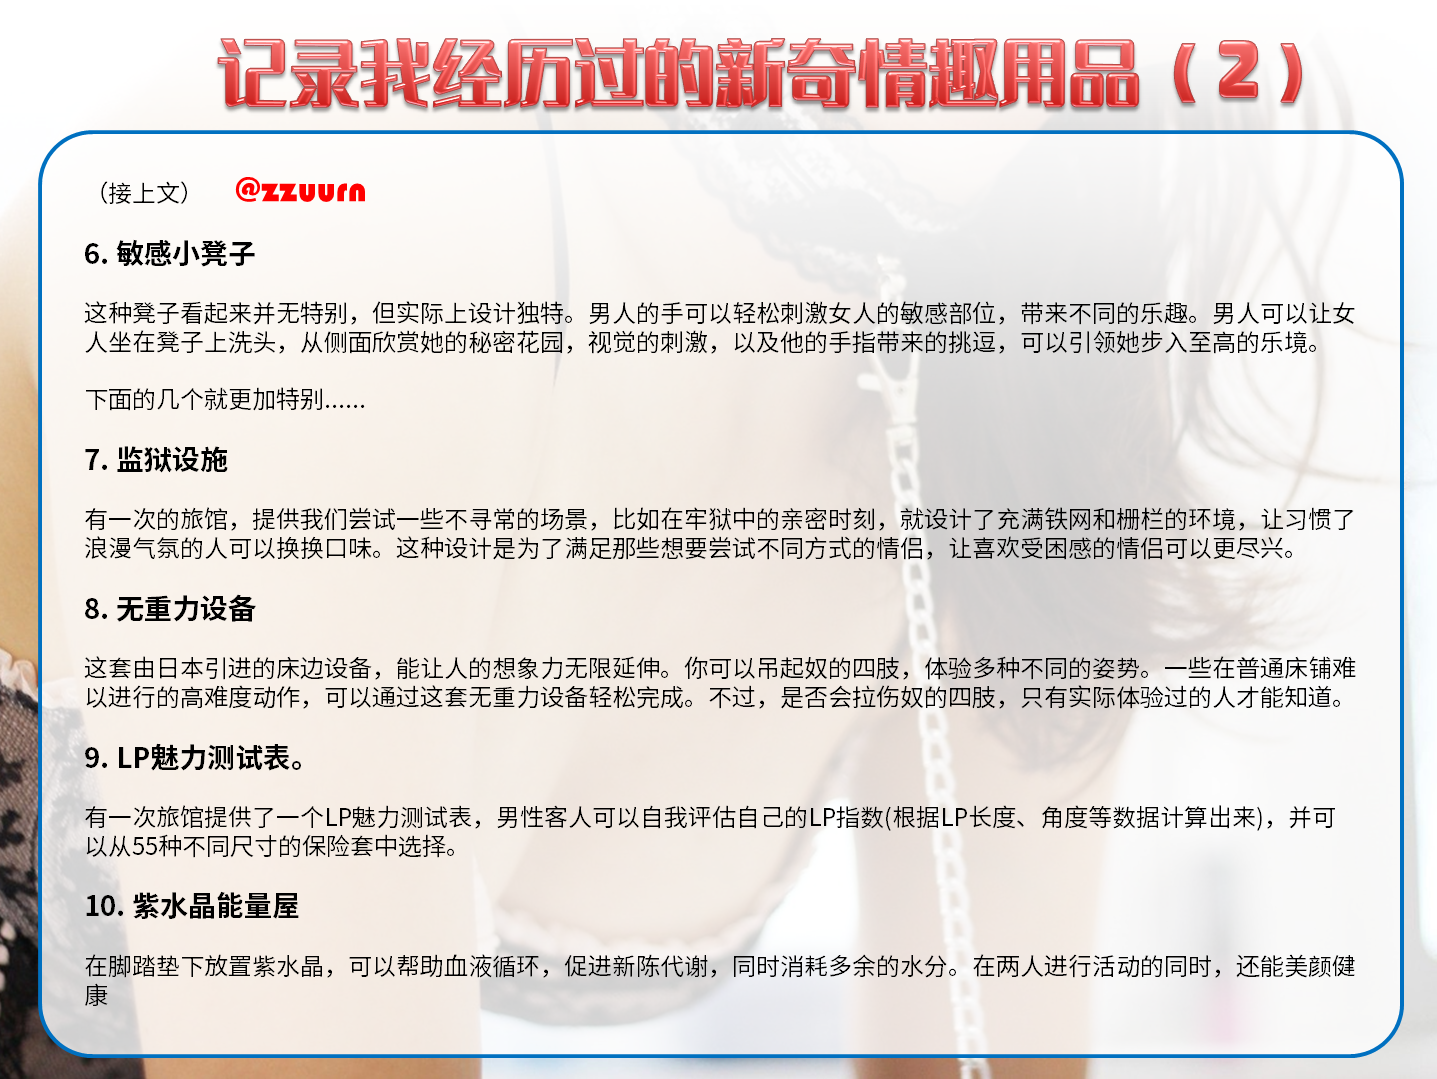 记录我经历过的新奇情趣用品（2）
（接上文） @zzuurn
6. 敏感小凳子
这种凳子看起来并无特别，但实际上设计独特。男人的手可以轻松刺激女人的敏感部位，带来不同的乐趣。男人可以让女
人坐在凳子上洗头，从侧面欣赏她的秘密花园，视觉的刺激，以及他的手指带来的挑逗，可以引领她步入至高的乐境。
下面的几个就更加特别......
7. 监狱设施
有一次的旅馆，提供我们尝试一些不寻常的场景，比如在牢狱中的亲密时刻，就设计了充满铁网和栅栏的环境，让习惯了
浪漫气氛的人可以换换口味。这种设计是为了满足那些想要尝试不同方式的情侣，让喜欢受困感的情侣可以更尽兴。
8. 无重力设备
这套由日本引进的床边设备，能让人的想象力无限延伸。你可以吊起奴的四肢，体验多种不同的姿势。一些在普通床铺难
以进行的高难度动作，可以通过这套无重力设备轻松完成。不过，是否会拉伤奴的四肢，只有实际体验过的人才能知道。
9. LP魅力测试表。
有一次旅馆提供了一个LP魅力测试表，男性客人可以自我评估自己的LP指数(根据LP长度、角度等数据计算出来)，并可
以从55种不同尺寸的保险套中选择。
10. 紫水晶能量屋
在脚踏垫下放置紫水晶，可以帮助血液循环，促进新陈代谢，同时消耗多余的水分。在两人进行活动的同时，还能美颜健
康